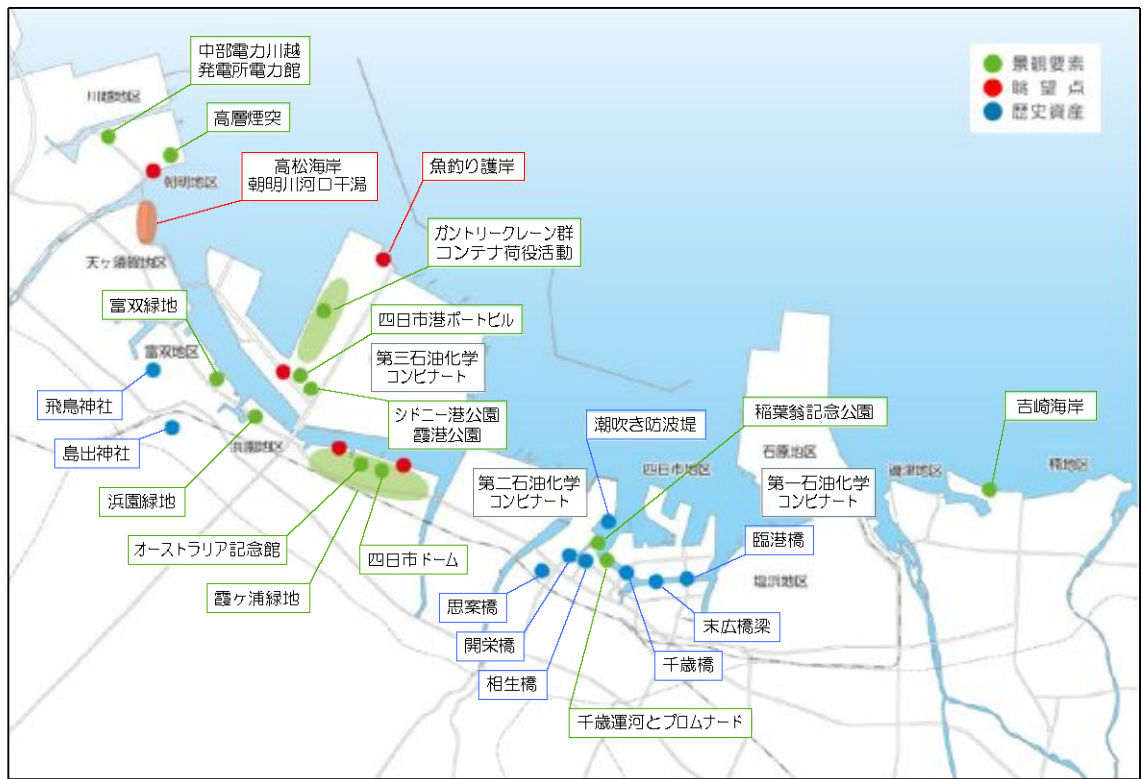 中部電力川越
発電所電力館
景観要素
眺望点
歴史資産
川越地区
高層煙突
高松海岸
朝明川河口干潟
魚釣り護岸
朝明地区
ガントリークレーン群
コンテナ荷役活動
天ヶ須賀地区
富双緑地
四日市港ポートビル
富双地区
第三石油化学
コンビナート
飛鳥神社
シドニー港公園
霞港公園
稲葉翁記念公園
吉崎海岸
潮吹き防波堤
島出神社
浜園地区
石原地区
四日市地区
磯津地区
楠地区
第二石油化学
コンビナート
第一石油化学
コンビナート
浜園緑地
オーストラリア記念館
四日市ドーム
臨港橋
塩浜地区
霞ヶ浦緑地
思案橋
末広橋梁
開栄橋
千歳橋
相生橋
千歳運河とプロムナード